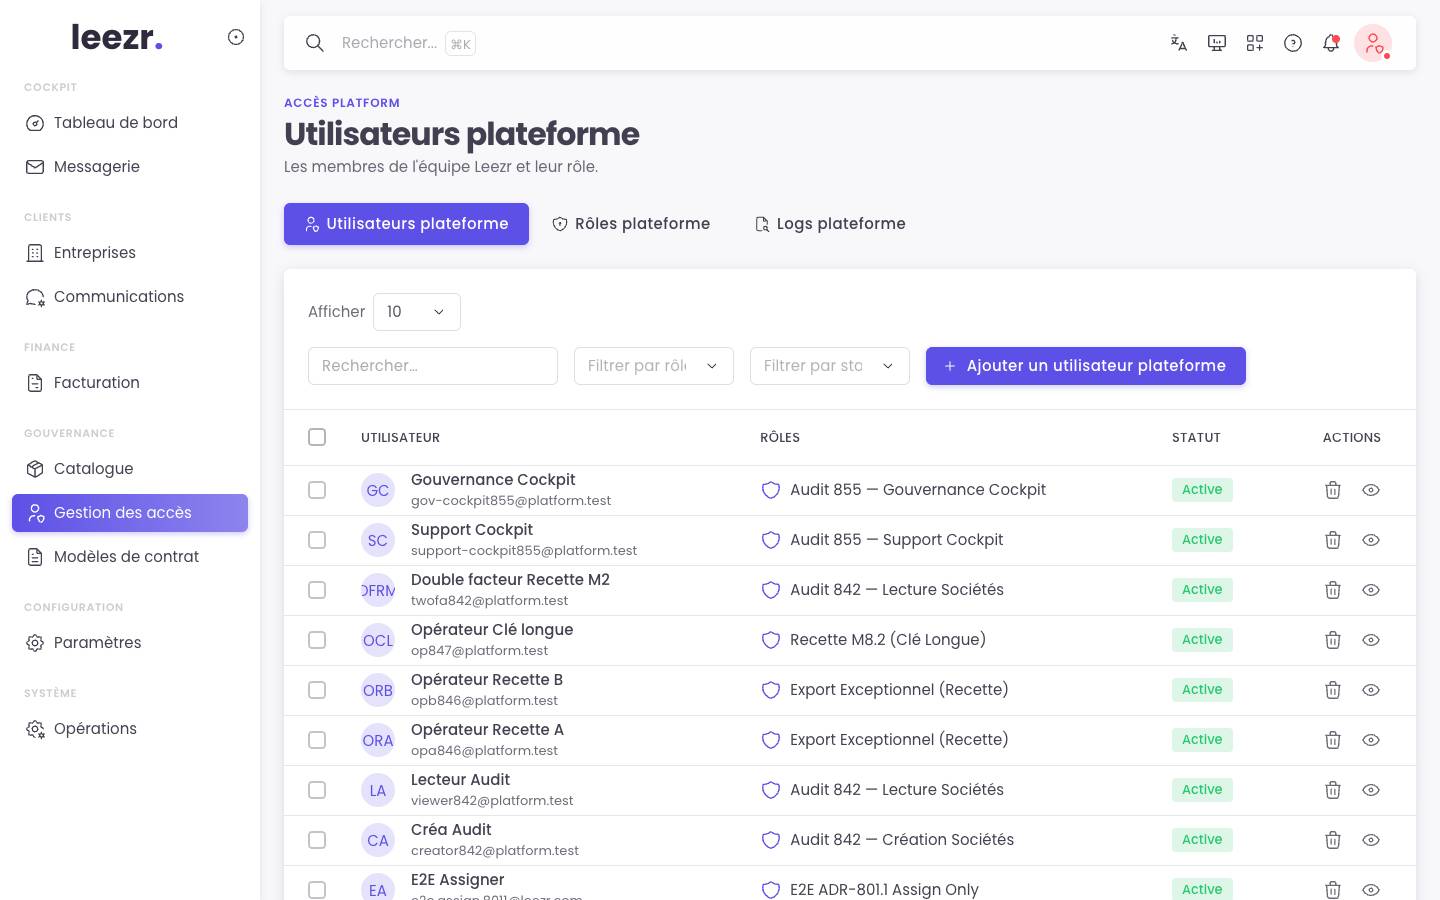 leezr.
COCKPIT
Tableau de bord
Messagerie
CLIENTS
Entreprises
Communications
FINANCE
Facturation
GOUVERNANCE
Catalogue
Gestion des accès
Modèles de contrat
CONFIGURATION
Paramètres
SYSTÈME
Opérations
Rechercher... ⌘K
ACCÈS PLATFORM
Utilisateurs plateforme
Les membres de l'équipe Leezr et leur rôle.
Utilisateurs plateforme Rôles plateforme Logs plateforme
Afficher 10
Rechercher... Filtrer par rôl Filtrer par sta Ajouter un utilisateur plateforme
UTILISATEUR RÔLES STATUT ACTIONS
GC Gouvernance Cockpit Audit 855 — Gouvernance Cockpit Active
gov-cockpit855@platform.test
SC Support Cockpit Audit 855 — Support Cockpit Active
support-cockpit855@platform.test
DFRM Double facteur Recette M2 Audit 842 — Lecture Sociétés Active
twofa842@platform.test
OCL Opérateur Clé longue Recette M8.2 (Clé Longue) Active
op847@platform.test
ORB Opérateur Recette B Export Exceptionnel (Recette) Active
opb846@platform.test
ORA Opérateur Recette A Export Exceptionnel (Recette) Active
opa846@platform.test
LA Lecteur Audit Audit 842 — Lecture Sociétés Active
viewer842@platform.test
CA Créa Audit Audit 842 — Création Sociétés Active
creator842@platform.test
EA E2E Assigner E2E ADR-801.1 Assign Only Active